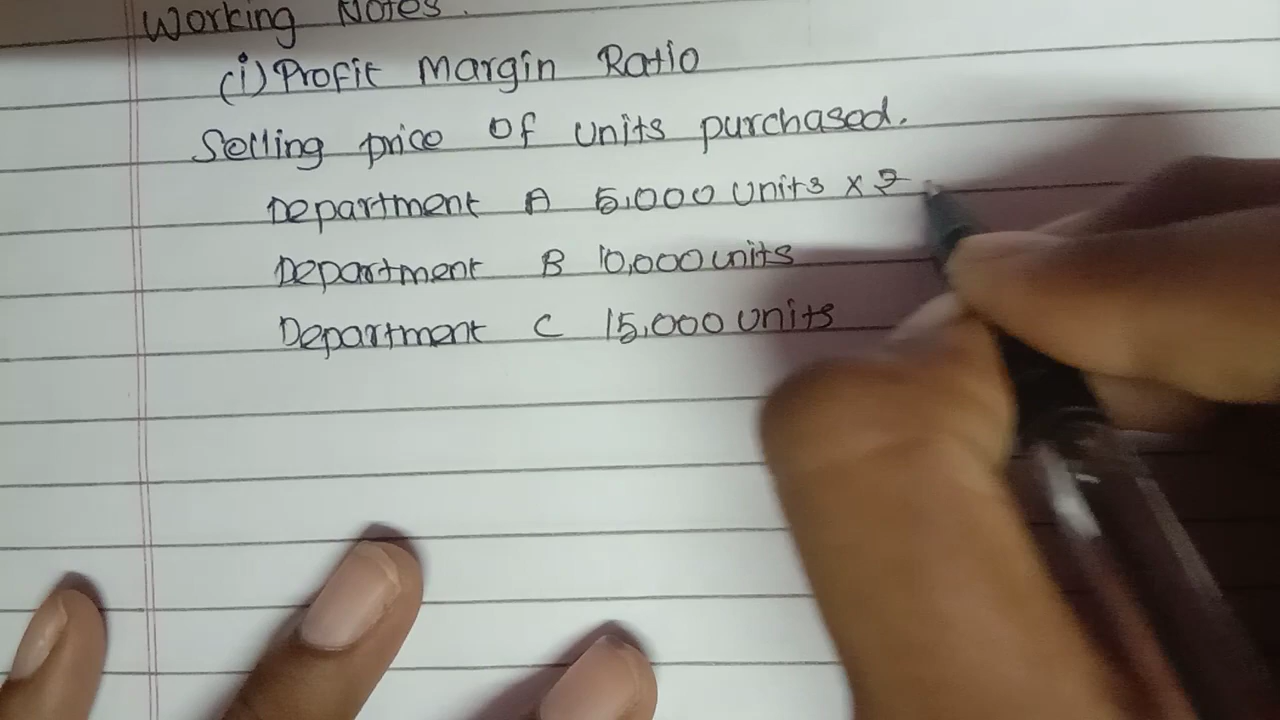 Working Notes.
(i) Profit Margin Ratio
Selling price of units purchased.
Department A 5,000 units x ₹
Department B 10,000 units
Department C 15,000 units